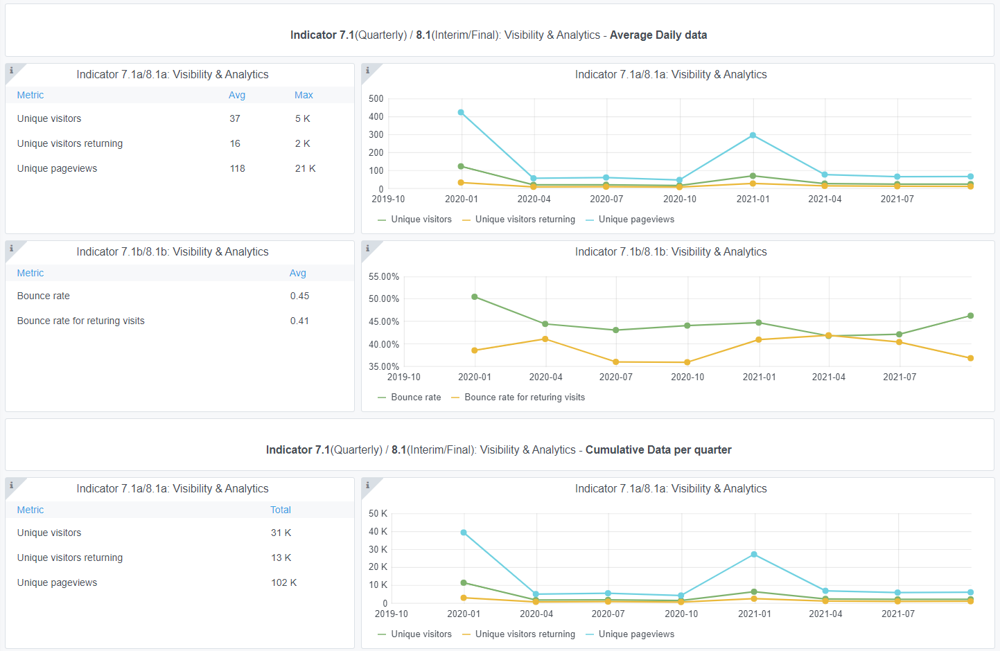 Indicator 7.1(Quarterly) / 8.1(Interim/Final): Visibility & Analytics - Average Daily data
Indicator 7.1a/8.1a: Visibility & Analytics
Metric Avg Max
Unique visitors 37 5 K
Unique visitors returning 16 2 K
Unique pageviews 118 21 K
Indicator 7.1a/8.1a: Visibility & Analytics
500
400
300
200
100
0
2019-10 2020-01 2020-04 2020-07 2020-10 2021-01 2021-04 2021-07
Unique visitors Unique visitors returning Unique pageviews
Indicator 7.1b/8.1b: Visibility & Analytics
Metric Avg
Bounce rate 0.45
Bounce rate for returing visits 0.41
Indicator 7.1b/8.1b: Visibility & Analytics
55.00%
50.00%
45.00%
40.00%
35.00%
2019-10 2020-01 2020-04 2020-07 2020-10 2021-01 2021-04 2021-07
Bounce rate Bounce rate for returing visits
Indicator 7.1(Quarterly) / 8.1(Interim/Final): Visibility & Analytics - Cumulative Data per quarter
Indicator 7.1a/8.1a: Visibility & Analytics
Metric Total
Unique visitors 31 K
Unique visitors returning 13 K
Unique pageviews 102 K
Indicator 7.1a/8.1a: Visibility & Analytics
50 K
40 K
30 K
20 K
10 K
0
2019-10 2020-01 2020-04 2020-07 2020-10 2021-01 2021-04 2021-07
Unique visitors Unique visitors returning Unique pageviews